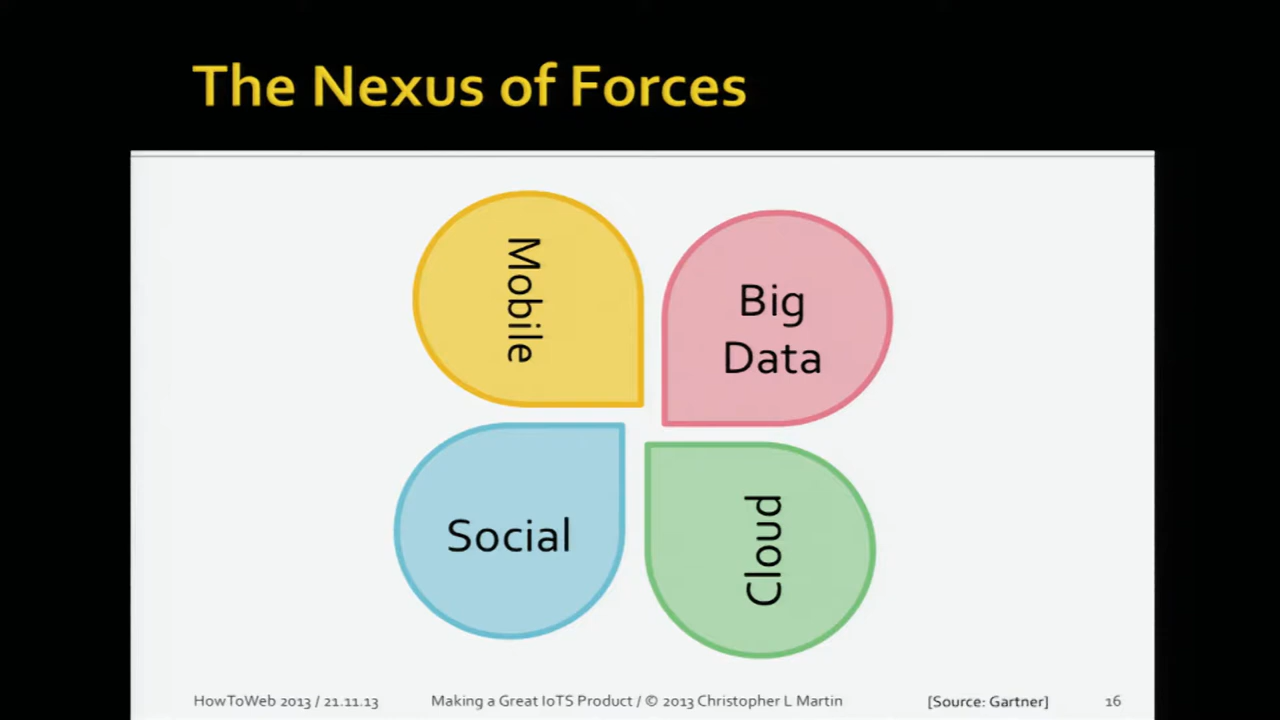 The Nexus of Forces
Mobile
Big
Data
Social
Cloud
HowToWeb 2013 / 21.11.13
Making a Great IoTS Product / © 2013 Christopher L Martin
[Source: Gartner]
16